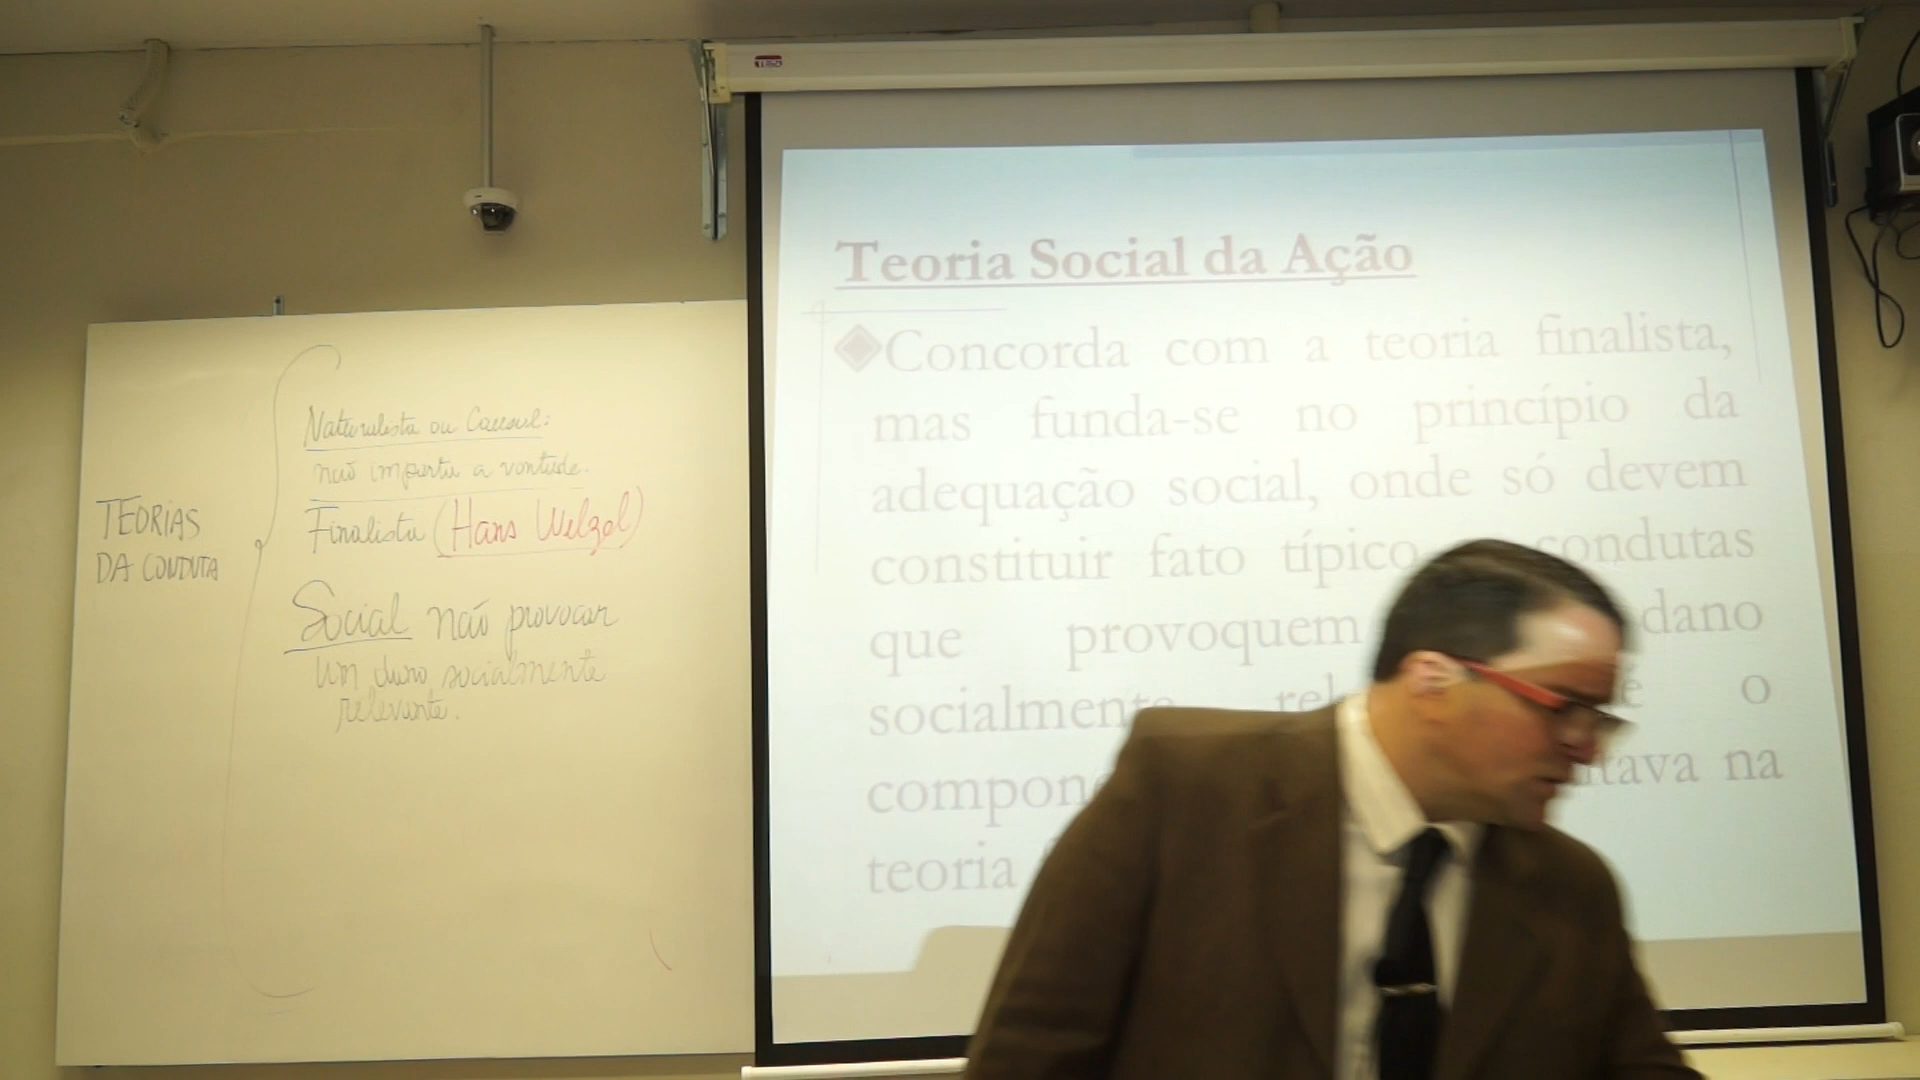 TEORIAS
DA CONDUTA
Naturalista ou Causal:
não importa a vontade.
Finalista (Hans Welzel)
Social não provocar
um dano socialmente
relevante.
Teoria Social da Ação
Concorda com a teoria finalista,
mas funda-se no princípio da
adequação social, onde só devem
constituir fato típico condutas
que provoquem dano
socialmente o
na
teoria